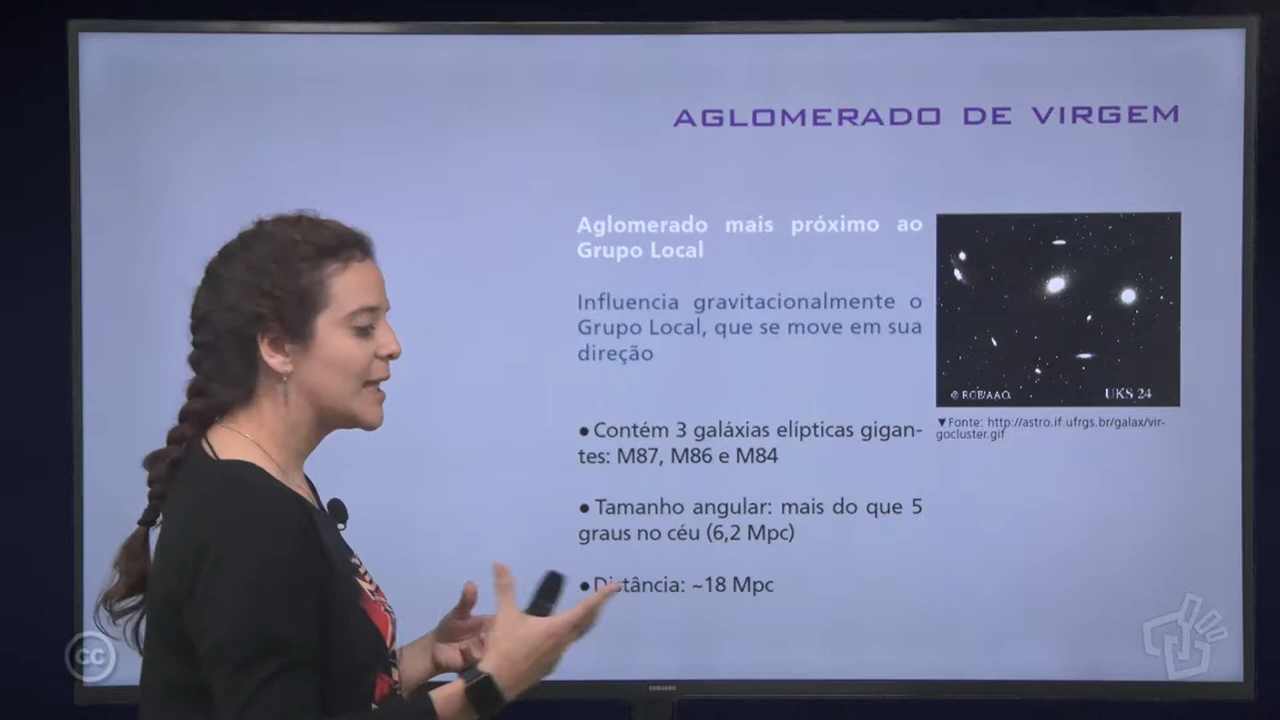 AGLOMERADO DE VIRGEM
Aglomerado mais próximo ao
Grupo Local
Influencia gravitacionalmente o
Grupo Local, que se move em sua
direção
●Contém 3 galáxias elípticas gigan-
tes: M87, M86 e M84
●Tamanho angular: mais do que 5
graus no céu (6,2 Mpc)
●Distância: ~18 Mpc
© ROE/AAO
UKS 24
▼Fonte: http://astro.if.ufrgs.br/galax/vir-
gocluster.gif
cc
SAMSUNG